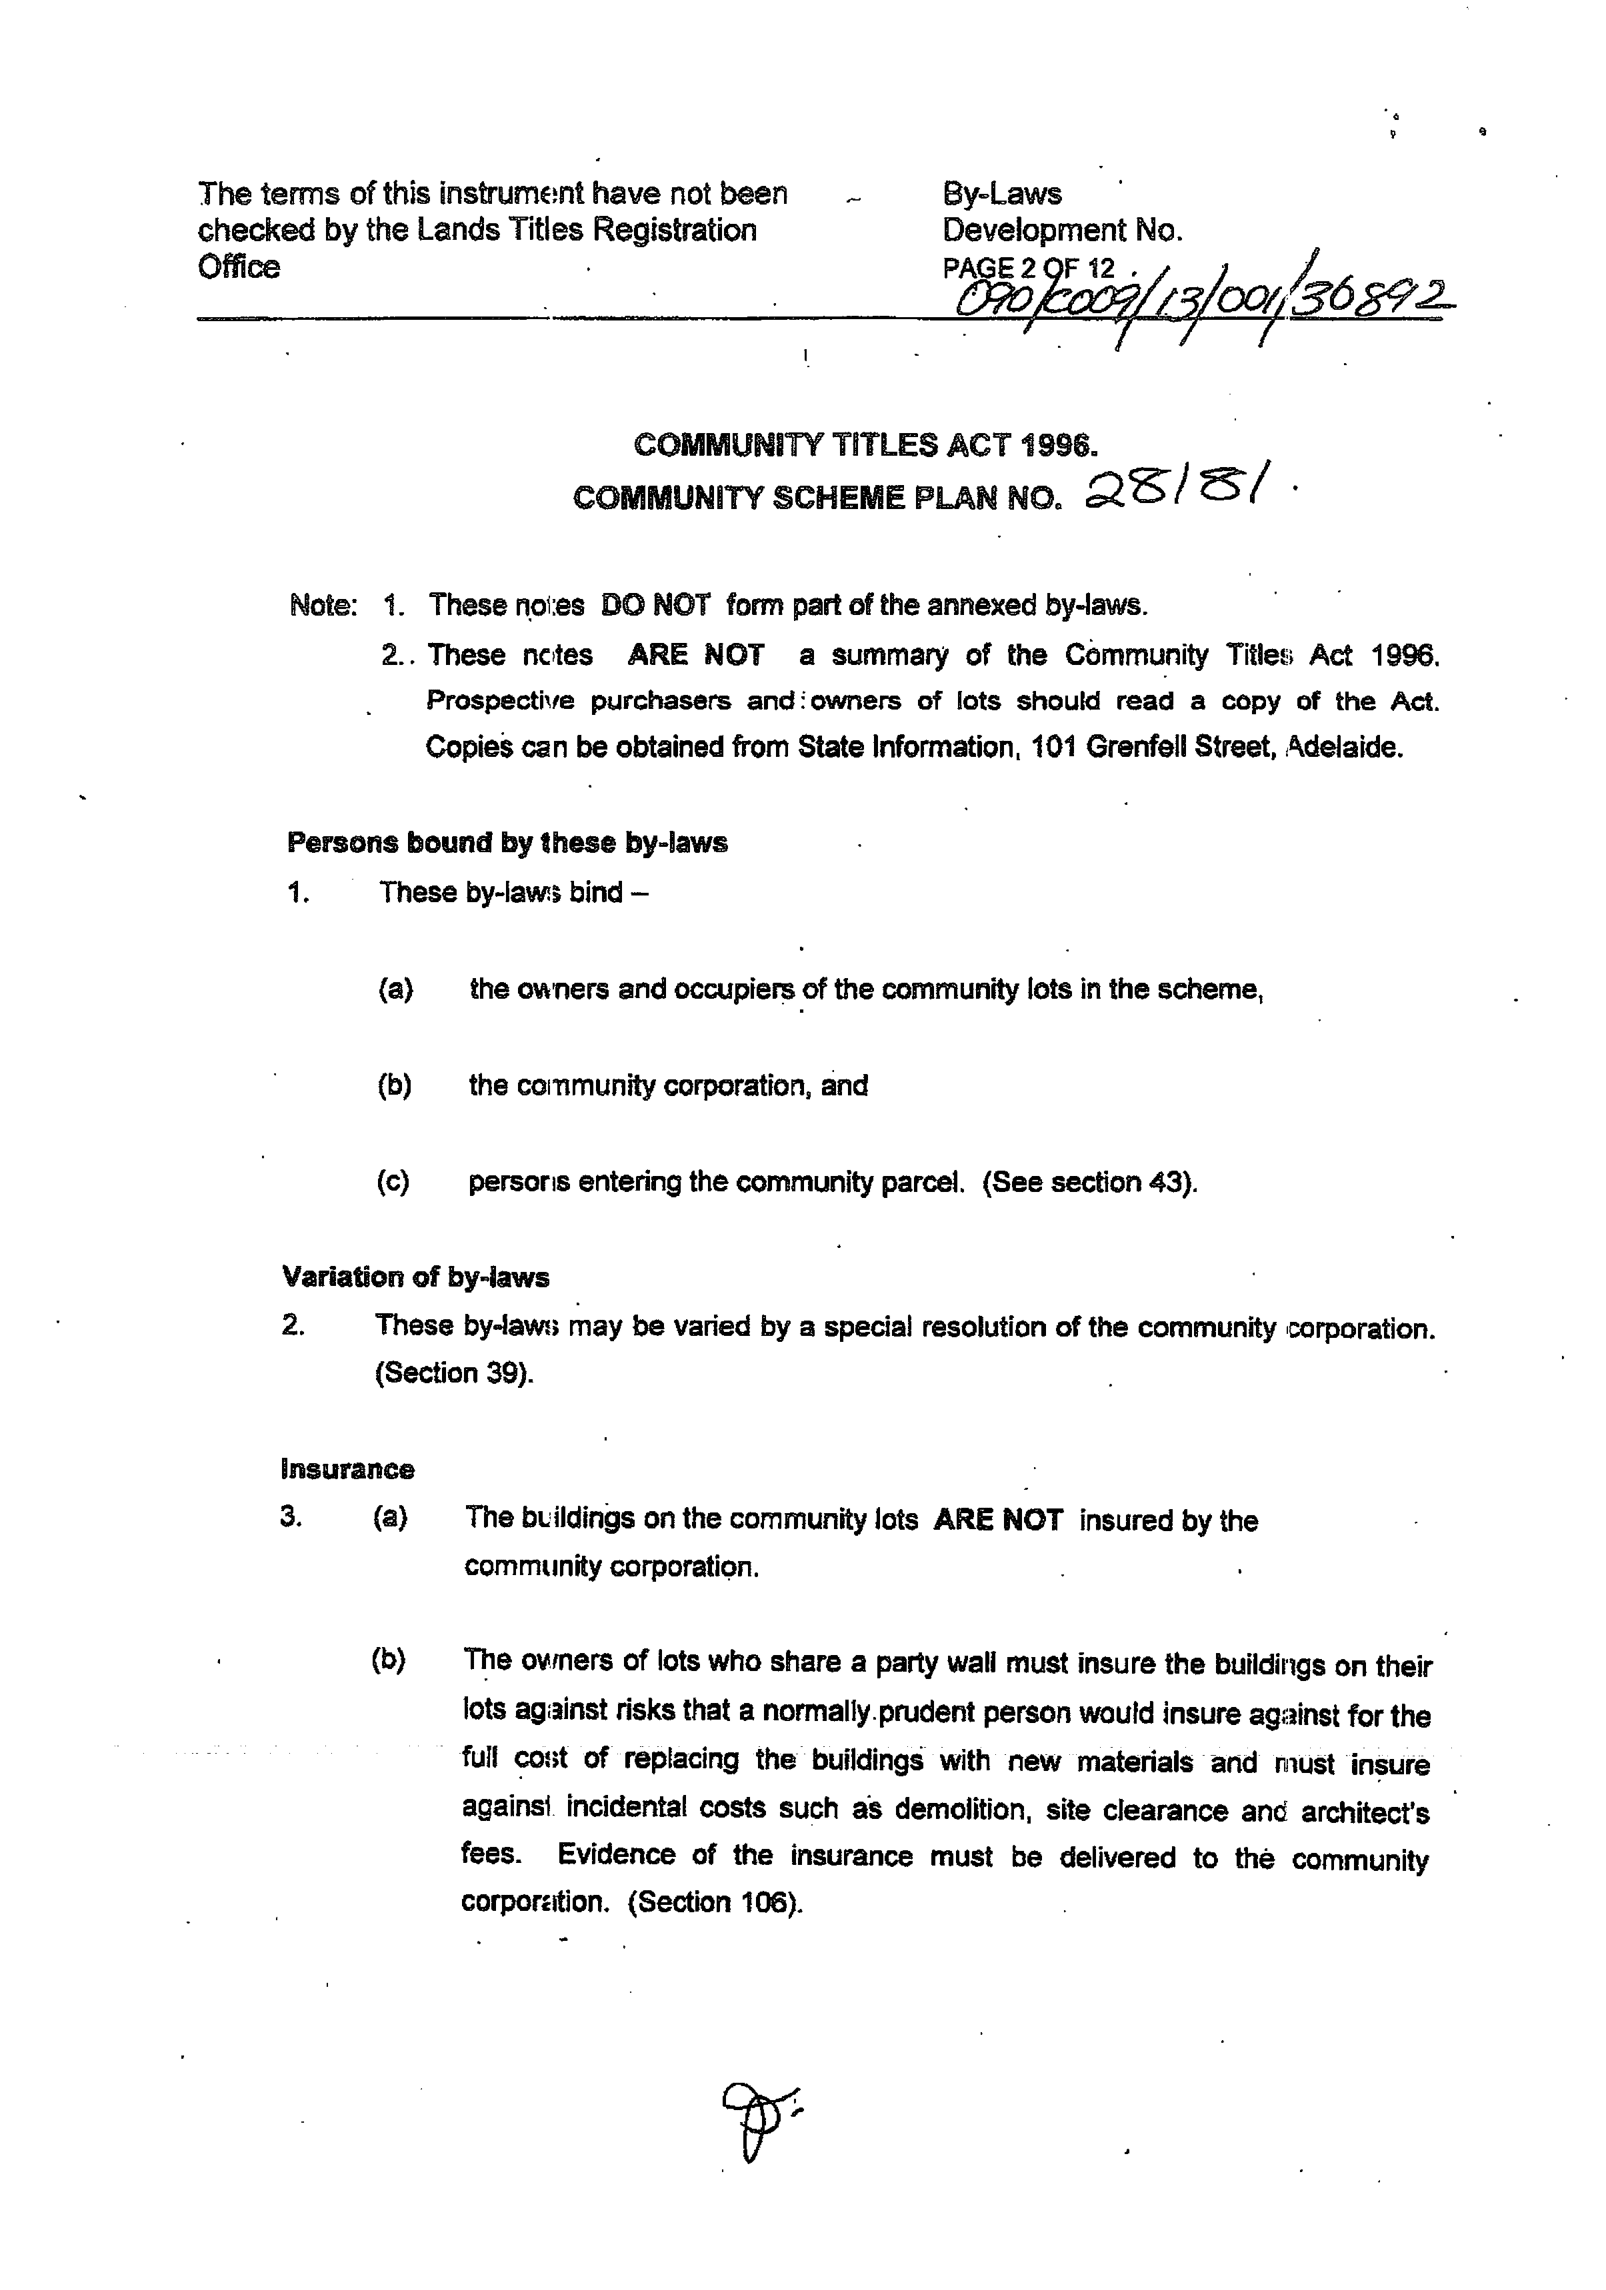 The terms of this instrument have not been
checked by the Lands Titles Registration
Office
By-Laws
Development No.
PAGE 2 OF 12
090/C009/13/001/36892
COMMUNITY TITLES ACT 1996.
COMMUNITY SCHEME PLAN NO. 28181.
Note: 1. These notes DO NOT form part of the annexed by-laws.
2. These notes ARE NOT a summary of the Community Titles Act 1996.
Prospective purchasers and owners of lots should read a copy of the Act.
Copies can be obtained from State Information, 101 Grenfell Street, Adelaide.
Persons bound by these by-laws
1. These by-laws bind –
(a) the owners and occupiers of the community lots in the scheme,
(b) the community corporation, and
(c) persons entering the community parcel. (See section 43).
Variation of by-laws
2. These by-laws may be varied by a special resolution of the community corporation.
(Section 39).
Insurance
3. (a) The buildings on the community lots ARE NOT insured by the
community corporation.
(b) The owners of lots who share a party wall must insure the buildings on their
lots against risks that a normally prudent person would insure against for the
full cost of replacing the buildings with new materials and must insure
against incidental costs such as demolition, site clearance and architect's
fees. Evidence of the insurance must be delivered to the community
corporation. (Section 106).